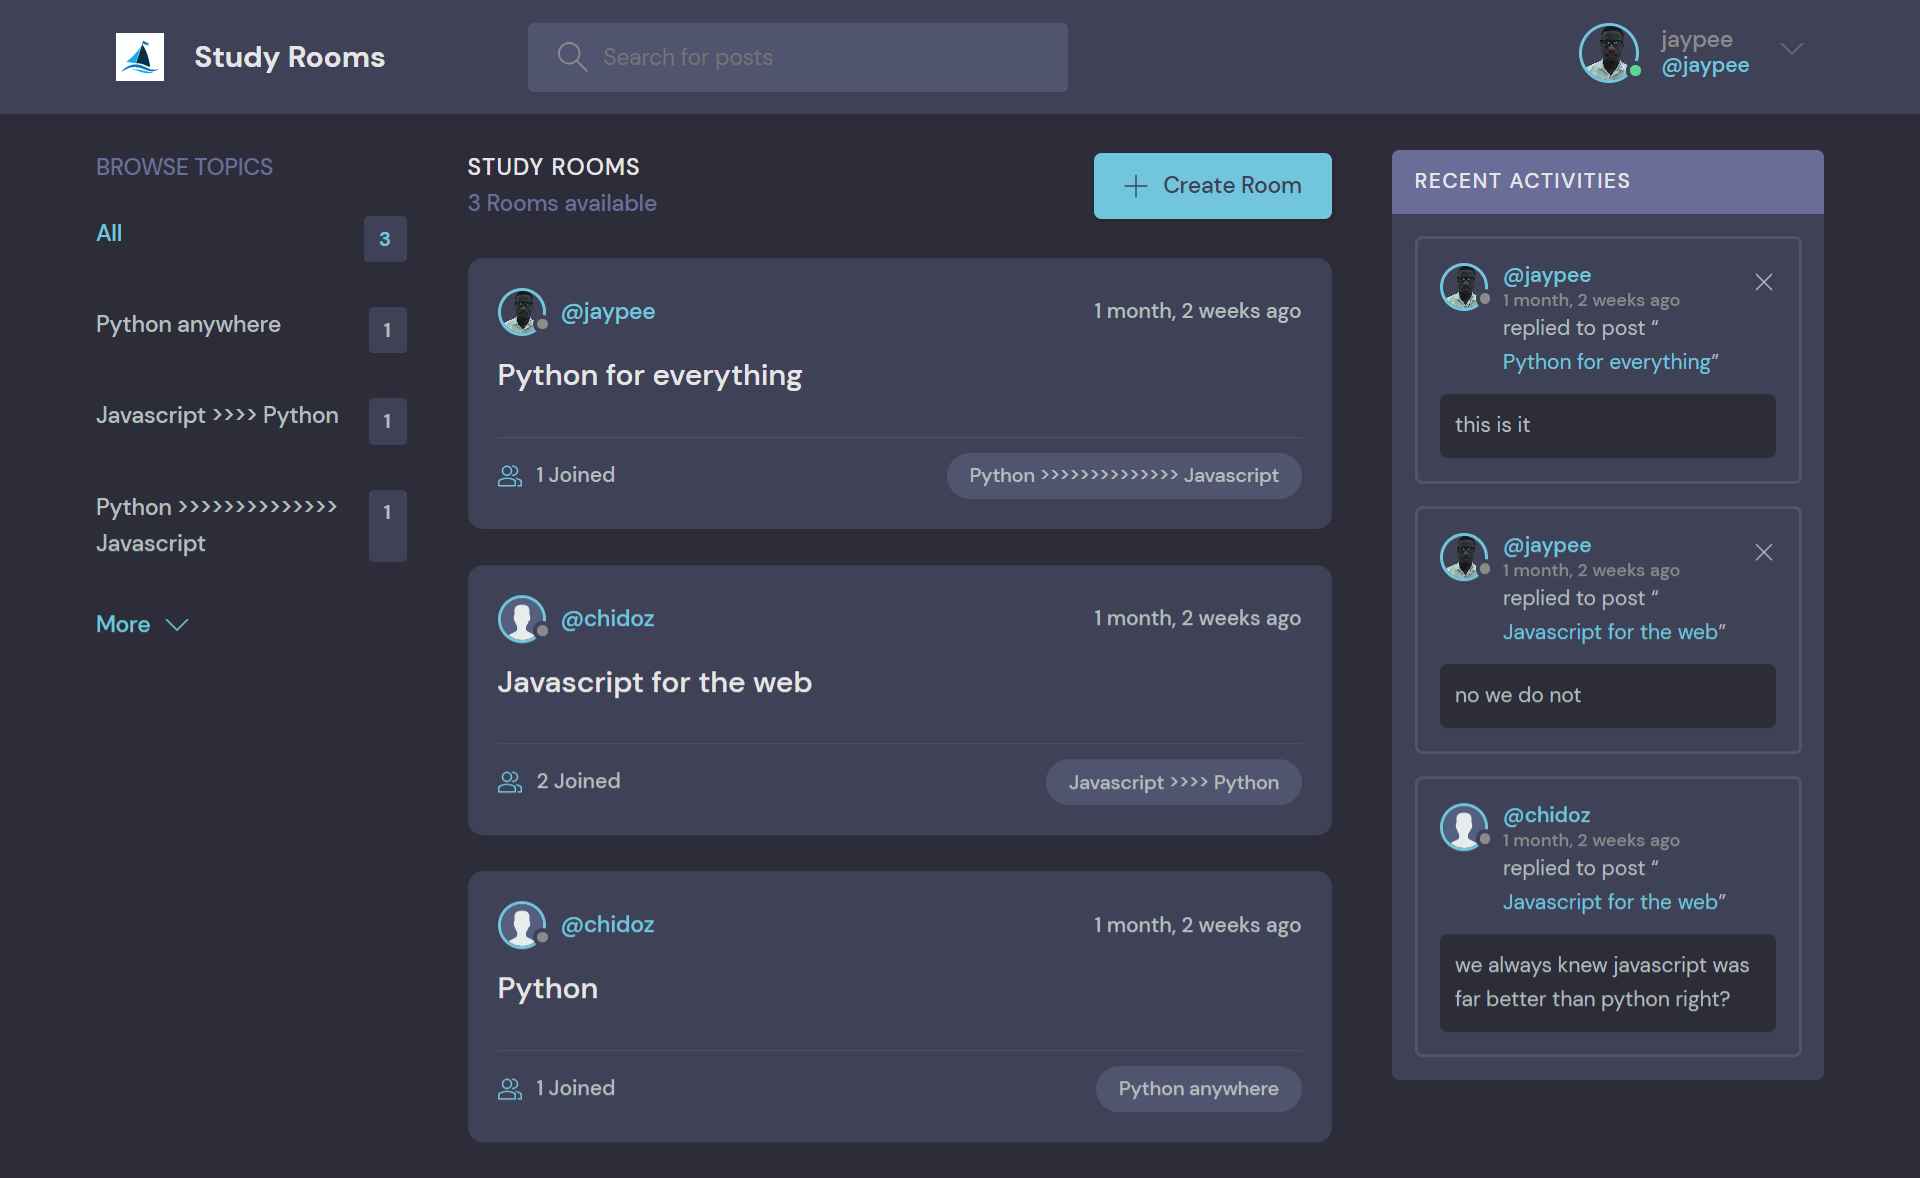 Study Rooms
Search for posts
jaypee
@jaypee
BROWSE TOPICS
All
3
Python anywhere
1
Javascript >>>> Python
1
Python >>>>>>>>>>>>>>
Javascript
1
More
STUDY ROOMS
3 Rooms available
Create Room
@jaypee
1 month, 2 weeks ago
Python for everything
1 Joined
Python >>>>>>>>>>>>>> Javascript
@chidoz
1 month, 2 weeks ago
Javascript for the web
2 Joined
Javascript >>>> Python
@chidoz
1 month, 2 weeks ago
Python
1 Joined
Python anywhere
RECENT ACTIVITIES
@jaypee
1 month, 2 weeks ago
replied to post “
Python for everything”
this is it
@jaypee
1 month, 2 weeks ago
replied to post “
Javascript for the web”
no we do not
@chidoz
1 month, 2 weeks ago
replied to post “
Javascript for the web”
we always knew javascript was
far better than python right?